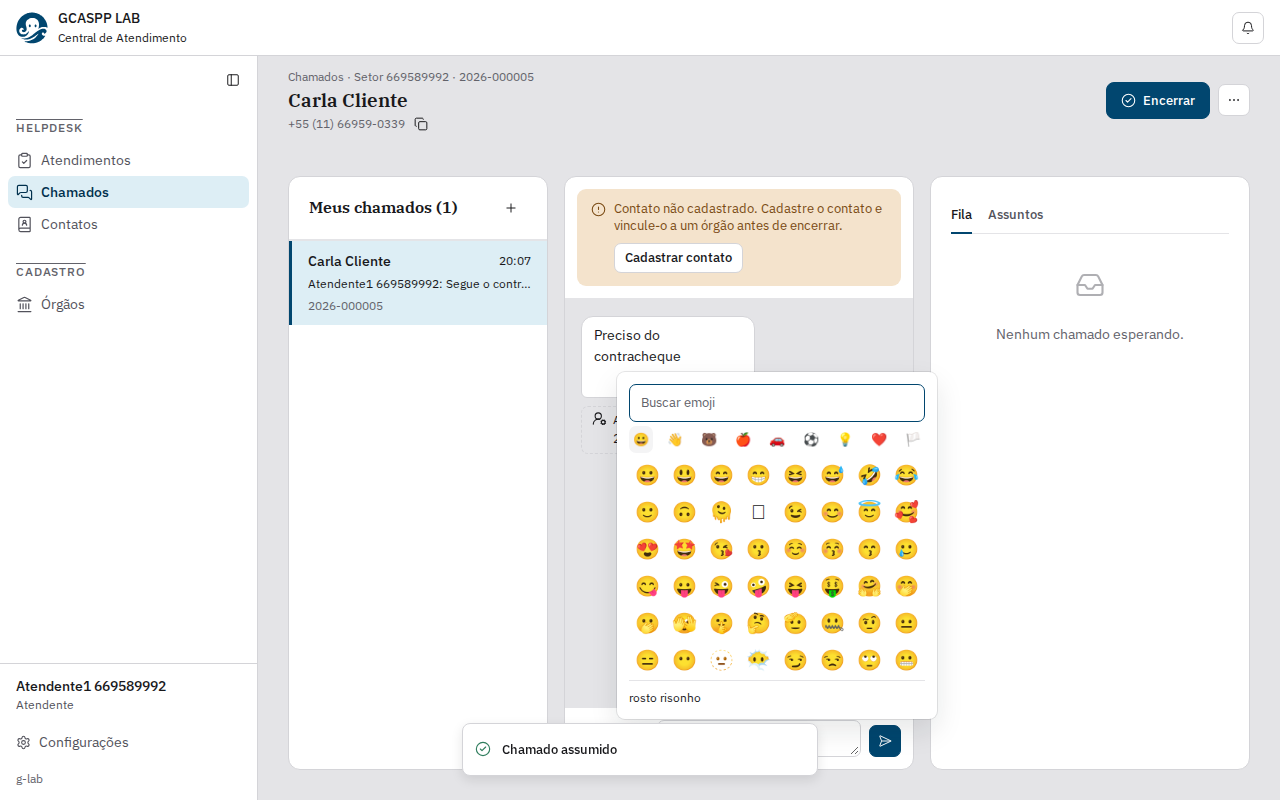 GCASPP LAB
Central de Atendimento
HELPDESK
Atendimentos
Chamados
Contatos
CADASTRO
Órgãos
Atendente1 669589992
Atendente
Configurações
g-lab
Chamados · Setor 669589992 · 2026-000005
Carla Cliente
+55 (11) 66959-0339
Encerrar
Meus chamados (1)
Carla Cliente
20:07
Atendente1 669589992: Segue o contr...
2026-000005
Contato não cadastrado. Cadastre o contato e
vincule-o a um órgão antes de encerrar.
Cadastrar contato
Preciso do
contracheque
Buscar emoji
rosto risonho
Chamado assumido
Fila
Assuntos
Nenhum chamado esperando.